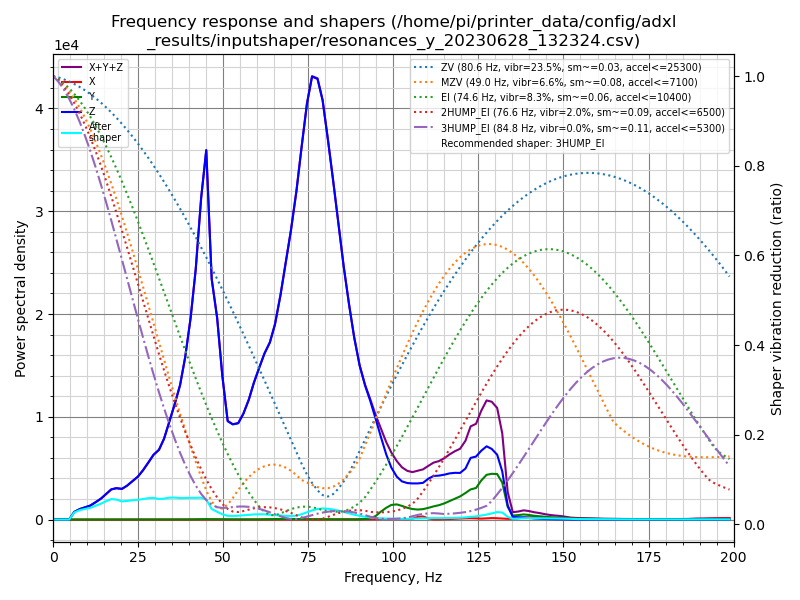 Frequency response and shapers (/home/pi/printer_data/config/adxl
_results/inputshaper/resonances_y_20230628_132324.csv)
1e4
X+Y+Z
X
Y
Z
After
shaper
ZV (80.6 Hz, vibr=23.5%, sm~=0.03, accel<=25300)
MZV (49.0 Hz, vibr=6.6%, sm~=0.08, accel<=7100)
EI (74.6 Hz, vibr=8.3%, sm~=0.06, accel<=10400)
2HUMP_EI (76.6 Hz, vibr=2.0%, sm~=0.09, accel<=6500)
3HUMP_EI (84.8 Hz, vibr=0.0%, sm~=0.11, accel<=5300)
Recommended shaper: 3HUMP_EI
Power spectral density
4
3
2
1
0
Shaper vibration reduction (ratio)
1.0
0.8
0.6
0.4
0.2
0.0
0 25 50 75 100 125 150 175 200
Frequency, Hz